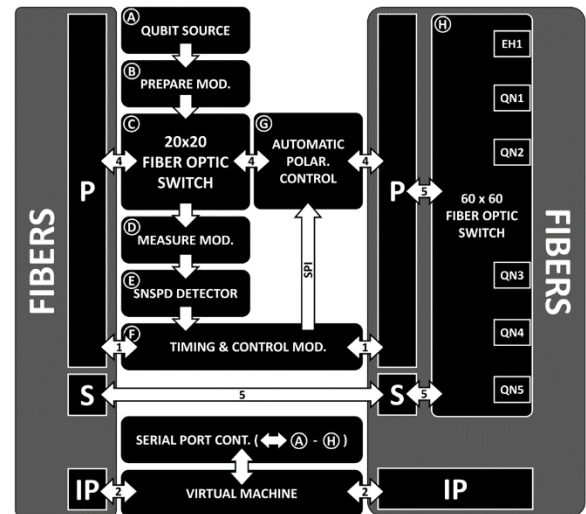 FIBERS
P
S
IP
A
QUBIT SOURCE
B
PREPARE MOD.
C
20x20
FIBER OPTIC
SWITCH
4
4
4
G
AUTOMATIC
POLAR.
CONTROL
D
MEASURE MOD.
E
SNSPD DETECTOR
SPI
F
TIMING & CONTROL MOD.
1
1
5
SERIAL PORT CONT. ( A - H )
VIRTUAL MACHINE
2
2
P
S
IP
5
5
H
60 x 60
FIBER OPTIC
SWITCH
EH1
QN1
QN2
QN3
QN4
QN5
FIBERS